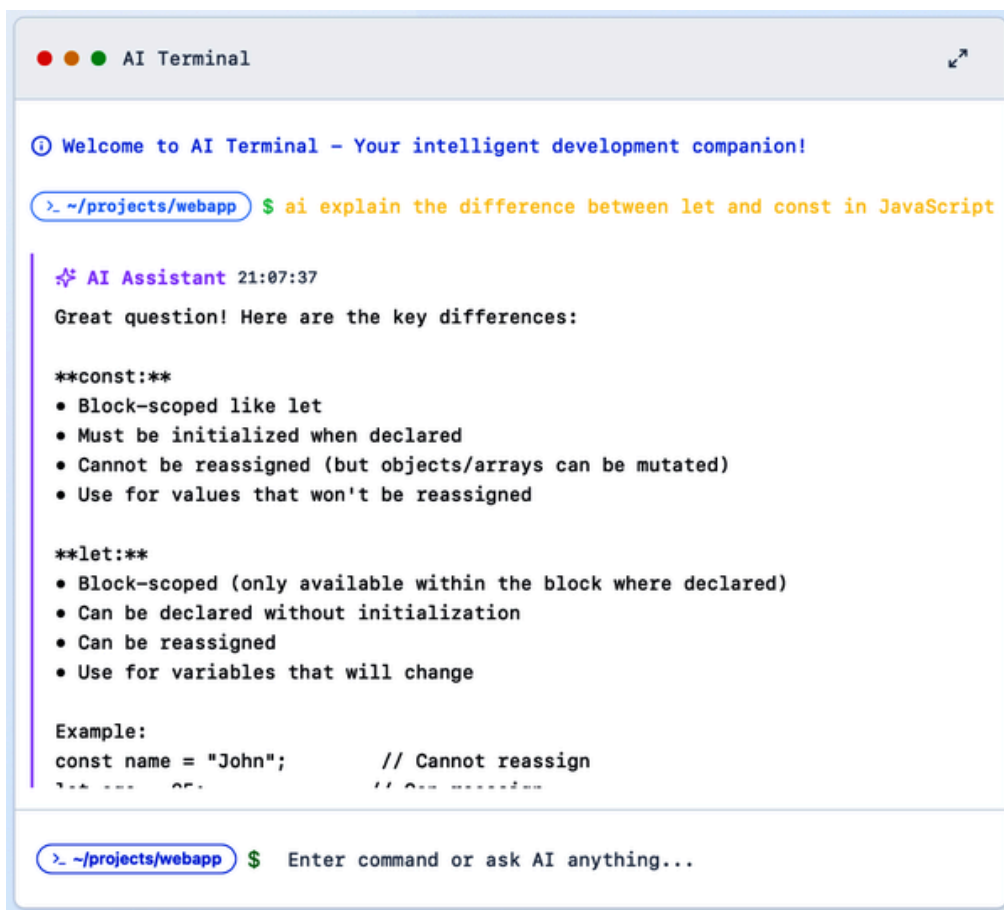 AI Terminal
Welcome to AI Terminal – Your intelligent development companion!
>_ ~/projects/webapp $ ai explain the difference between let and const in JavaScript
AI Assistant 21:07:37
Great question! Here are the key differences:
**const:**
• Block-scoped like let
• Must be initialized when declared
• Cannot be reassigned (but objects/arrays can be mutated)
• Use for values that won't be reassigned
**let:**
• Block-scoped (only available within the block where declared)
• Can be declared without initialization
• Can be reassigned
• Use for variables that will change
Example:
const name = "John"; // Cannot reassign
>_ ~/projects/webapp $ Enter command or ask AI anything...